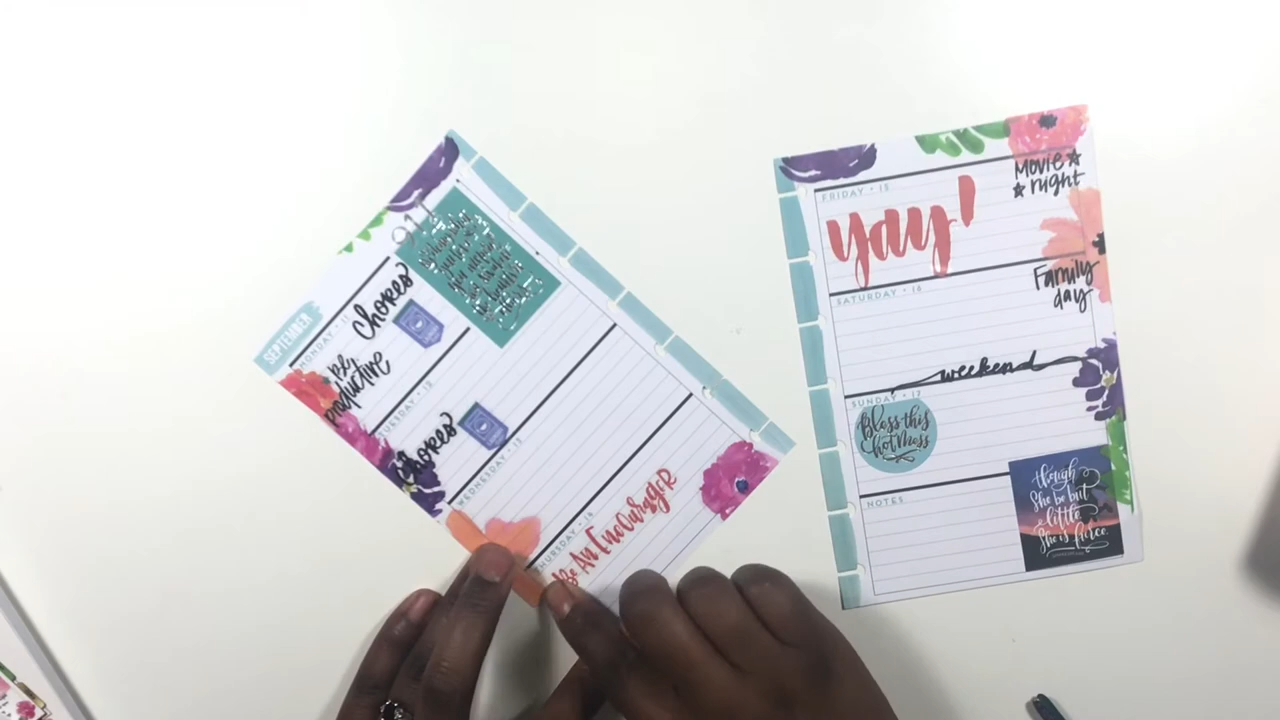 SEPTEMBER
MONDAY • 11
chores
Be
productive
TUESDAY • 12
chores
WEDNESDAY • 13
THURSDAY • 14
Be An EncOurageR
FRIDAY • 15
Movie
night
yay!
SATURDAY • 16
Family
day
weekend
SUNDAY • 17
Bless this
hot mess
NOTES
though
She be but
little.
She is fierce.